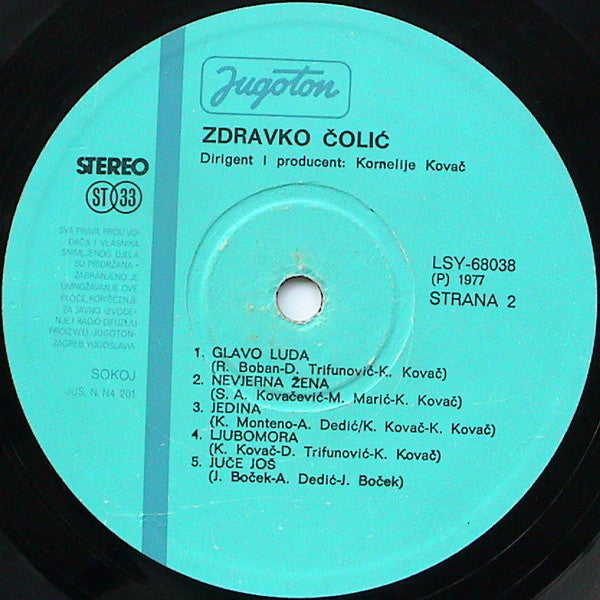 Jugoton
ZDRAVKO ČOLIĆ
Dirigent i producent: Kornelije Kovač
STEREO
ST 33
SVA PRAVA PROIZVO-
ĐAČA I VLASNIKA
SNIMLJENOG DJELA
SU PRIDRŽANA -
ZABRANJENO JE
UMNOŽAVANJE OVE
PLOČE, KORIŠĆENJE
ZA JAVNO IZVOĐE-
NJE I RADIO DIFUZIJU
PROIZVODI »JUGOTON«
ZAGREB, YUGOSLAVIA
SOKOJ
JUS. N. N4 201
LSY-68038
(P) 1977
STRANA 2
1. GLAVO LUDA
(R. Boban-D. Trifunović-K. Kovač)
2. NEVJERNA ŽENA
(S. A. Kovačević-M. Marić-K. Kovač)
3. JEDINA
(K. Monteno-A. Dedić/K. Kovač-K. Kovač)
4. LJUBOMORA
(K. Kovač-D. Trifunović-K. Kovač)
5. JUČE JOŠ
(J. Boček-A. Dedić-J. Boček)